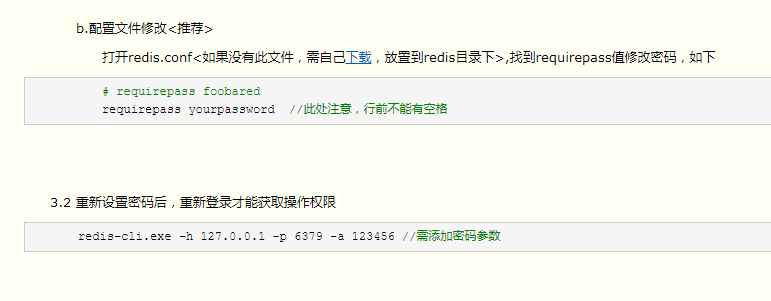 b.配置文件修改<推荐>
打开redis.conf<如果没有此文件，需自己下载，放置到redis目录下>,找到requirepass值修改密码，如下
# requirepass foobared
requirepass yourpassword  //此处注意，行前不能有空格
3.2 重新设置密码后，重新登录才能获取操作权限
redis-cli.exe -h 127.0.0.1 -p 6379 -a 123456 //需添加密码参数